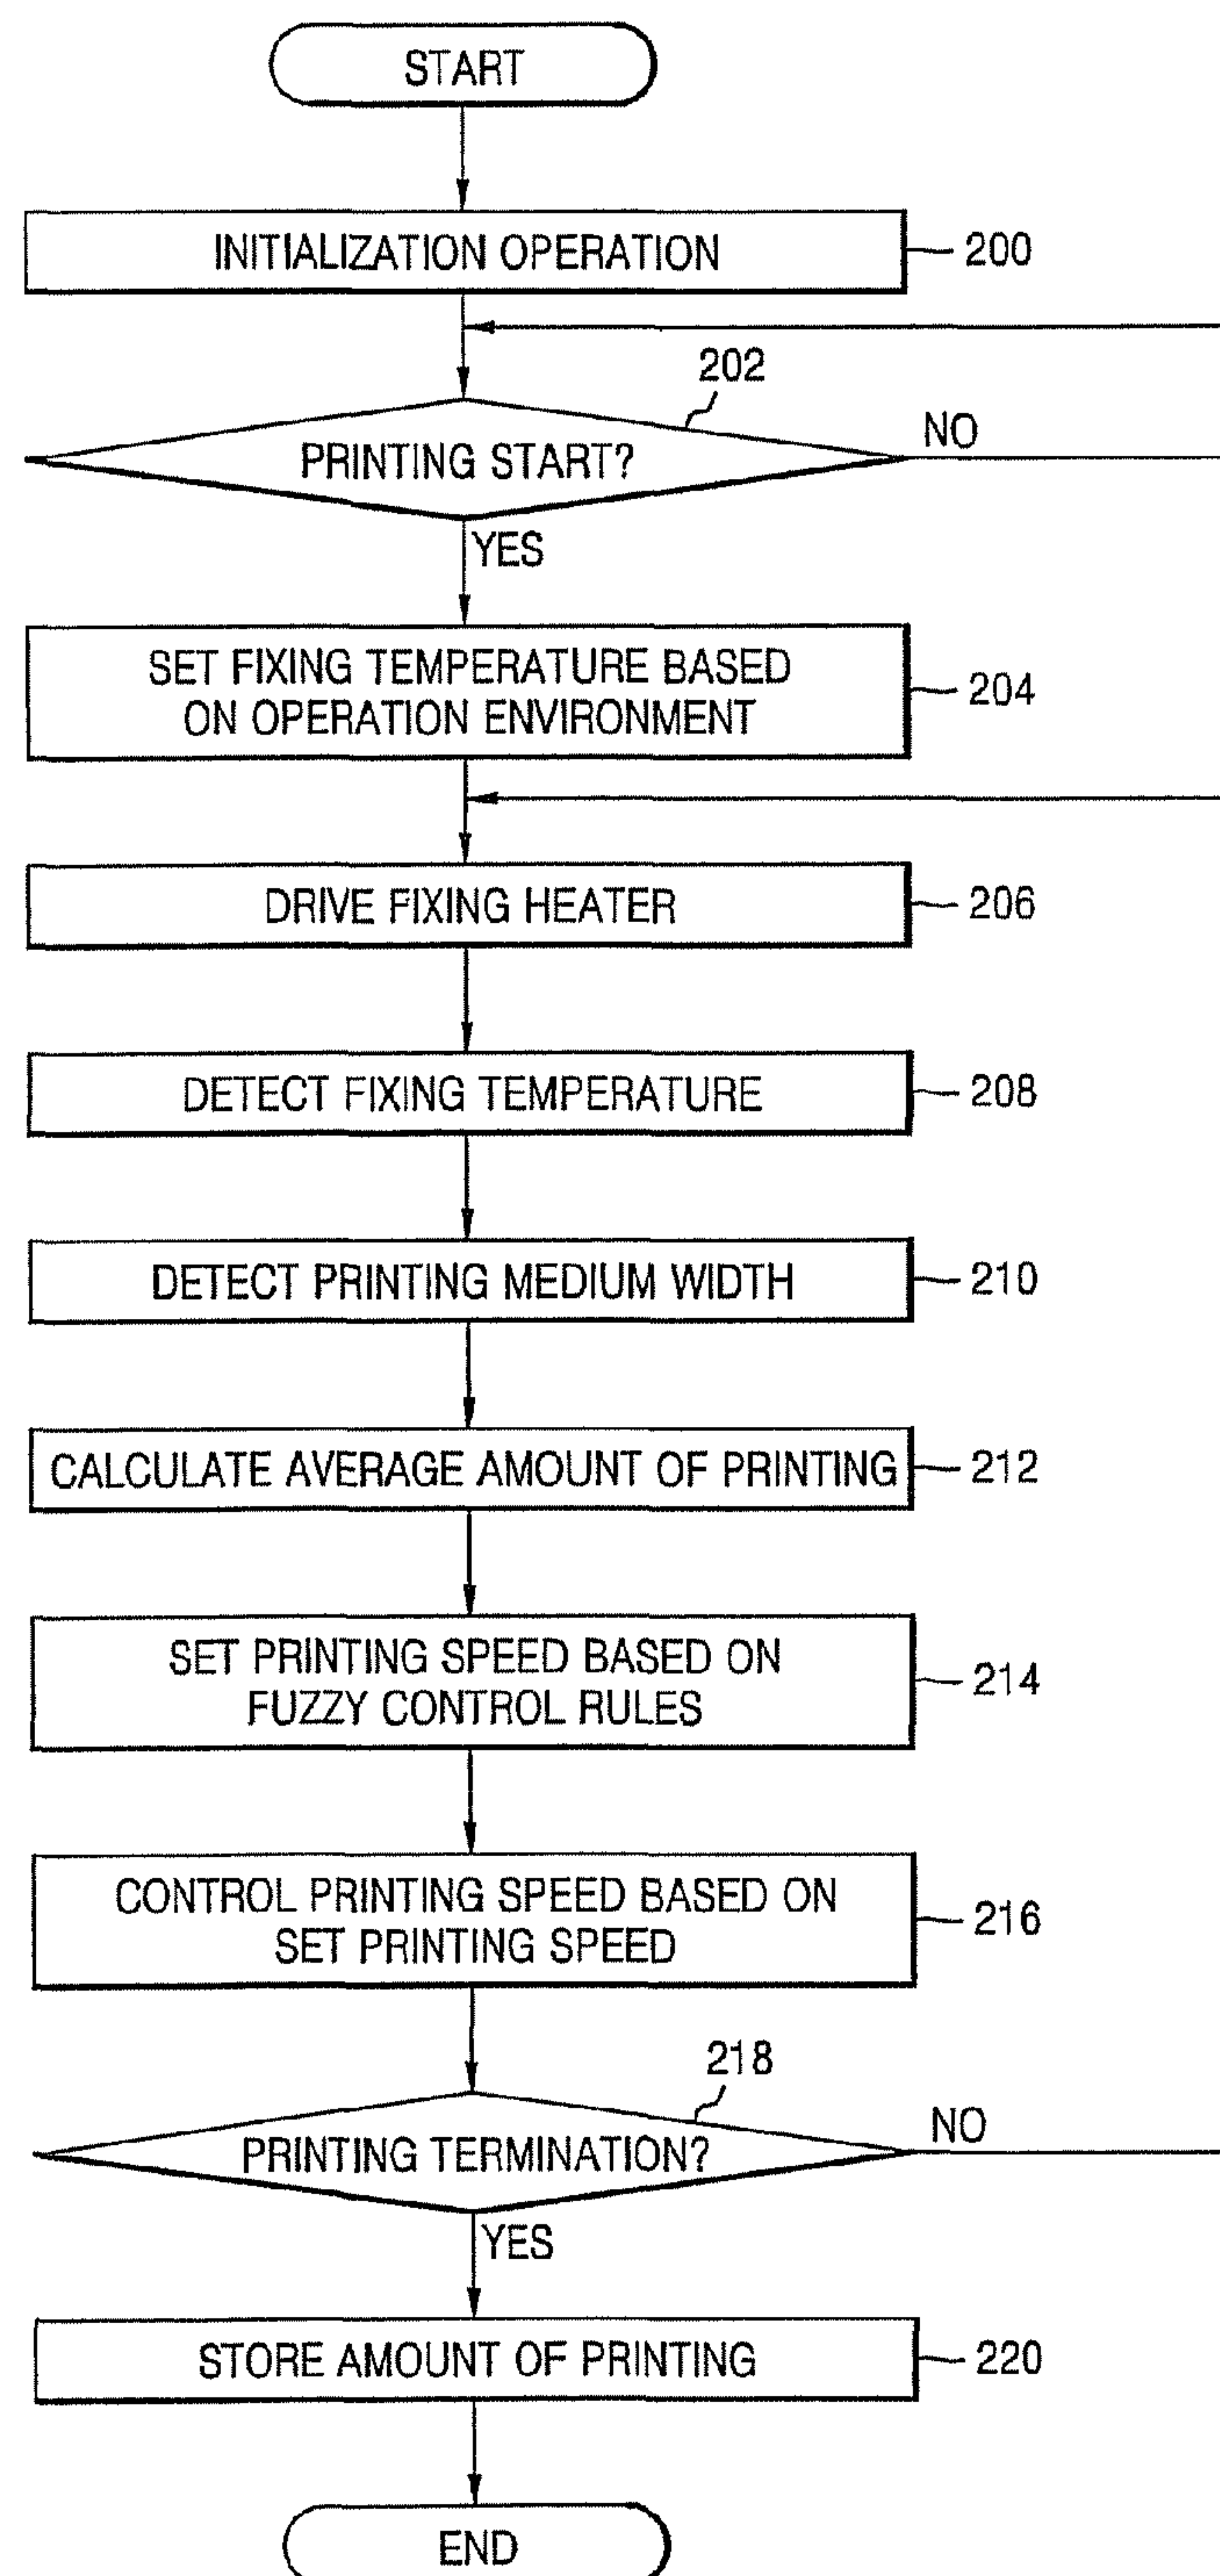 START
INITIALIZATION OPERATION
200
202
PRINTING START?
NO
YES
SET FIXING TEMPERATURE BASED
ON OPERATION ENVIRONMENT
204
DRIVE FIXING HEATER
206
DETECT FIXING TEMPERATURE
208
DETECT PRINTING MEDIUM WIDTH
210
CALCULATE AVERAGE AMOUNT OF PRINTING
212
SET PRINTING SPEED BASED ON
FUZZY CONTROL RULES
214
CONTROL PRINTING SPEED BASED ON
SET PRINTING SPEED
216
218
PRINTING TERMINATION?
NO
YES
STORE AMOUNT OF PRINTING
220
END